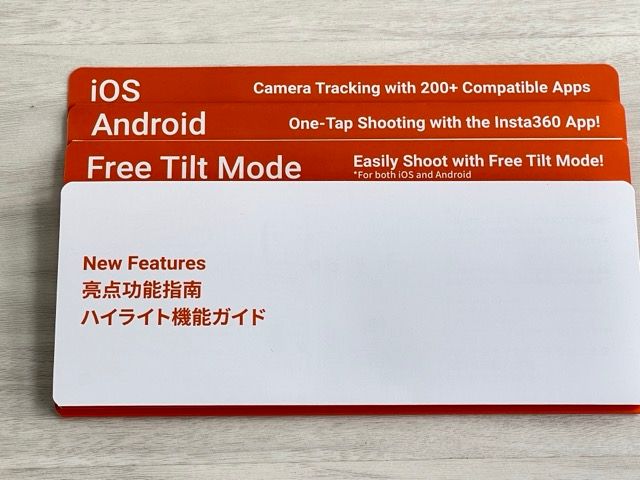 iOS Camera Tracking with 200+ Compatible Apps
Android One-Tap Shooting with the Insta360 App!
Free Tilt Mode Easily Shoot with Free Tilt Mode!
*For both iOS and Android
New Features
亮点功能指南
ハイライト機能ガイド